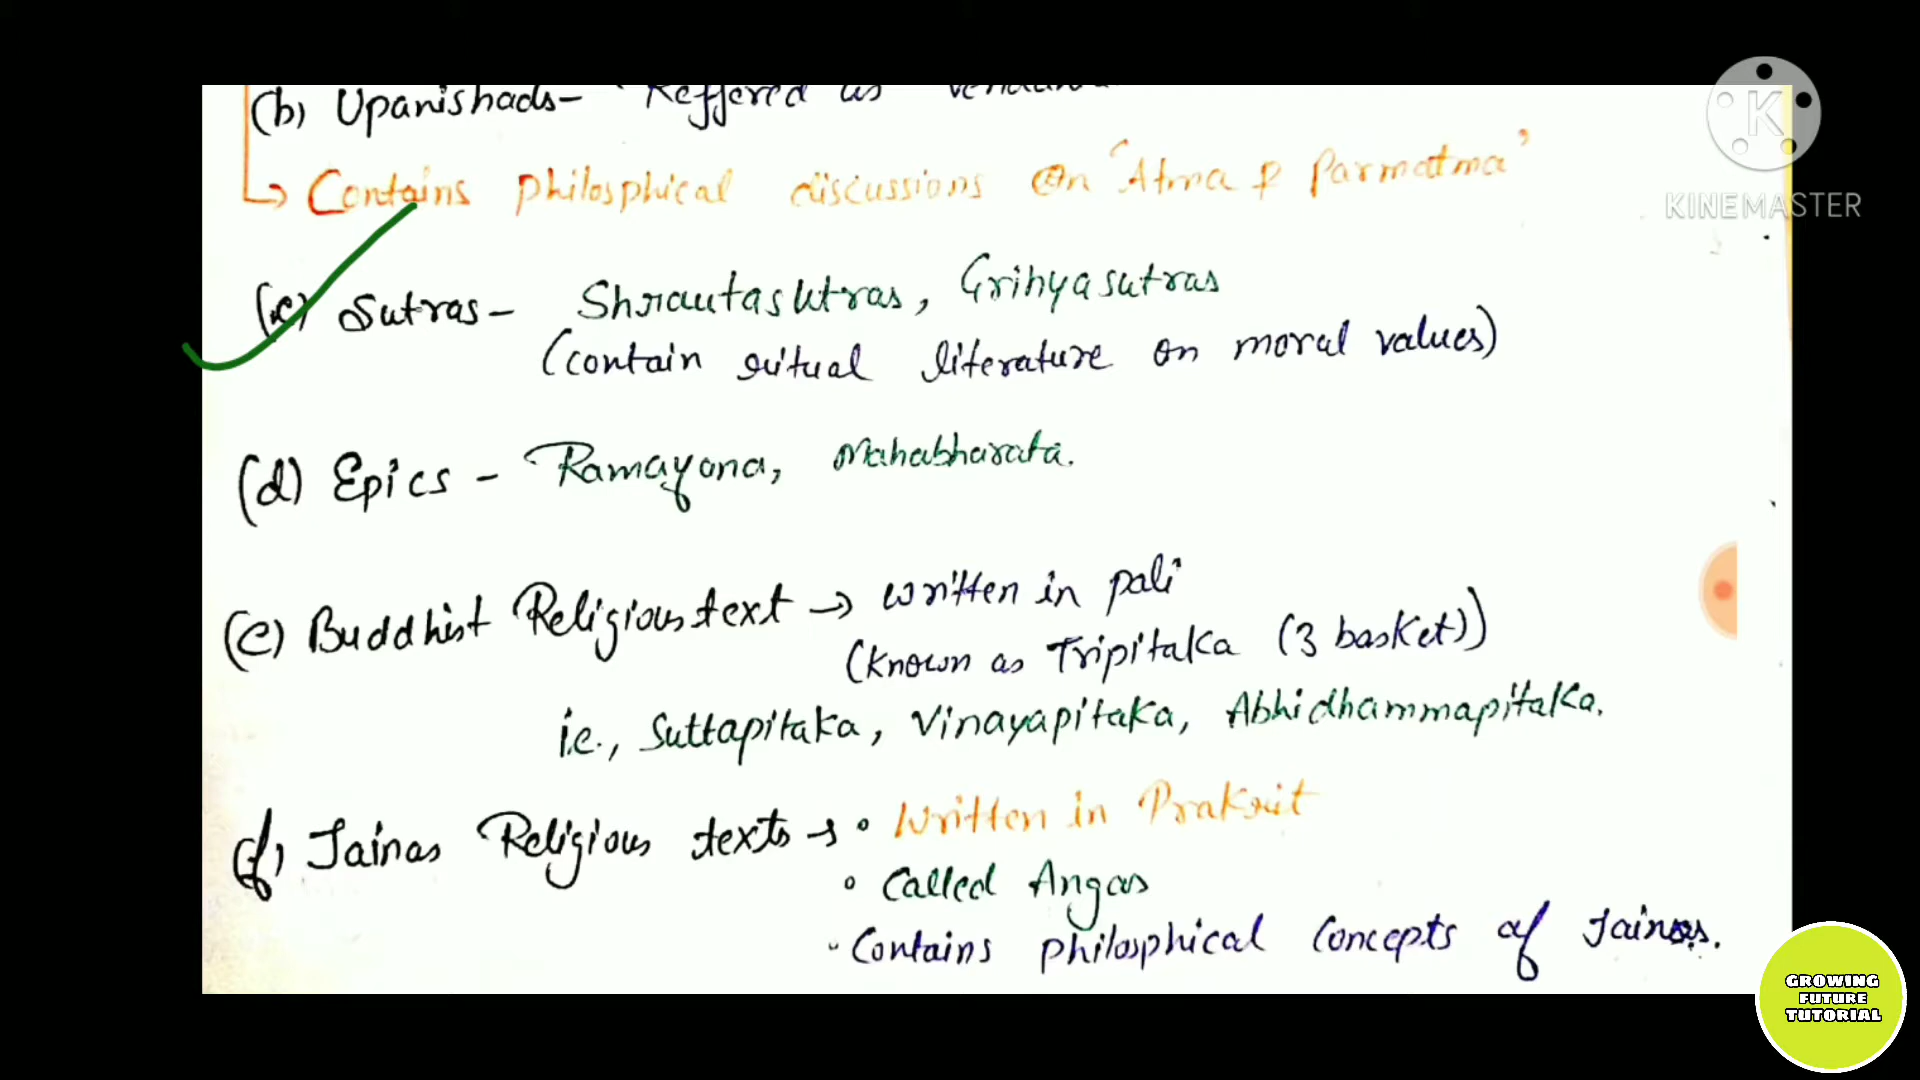 (b) Upanishads- Reffered as
↳ Contains philosphical discussions on "Atma & Parmatma"
(c) Sutras- Shrautasutras, Grihyasutras
(contain ritual literature on moral values)
(d) Epics - Ramayana, Mahabharata.
(e) Buddhist Religious text → written in pali
(known as Tripitaka (3 basket))
i.e., Suttapitaka, Vinayapitaka, Abhidhammapitaka.
(f) Jainas Religious texts → • Written in Prakrit
• Called Angas
• Contains philosphical concepts of Jainas.
K
KINEMASTER
GROWING
FUTURE
TUTORIAL